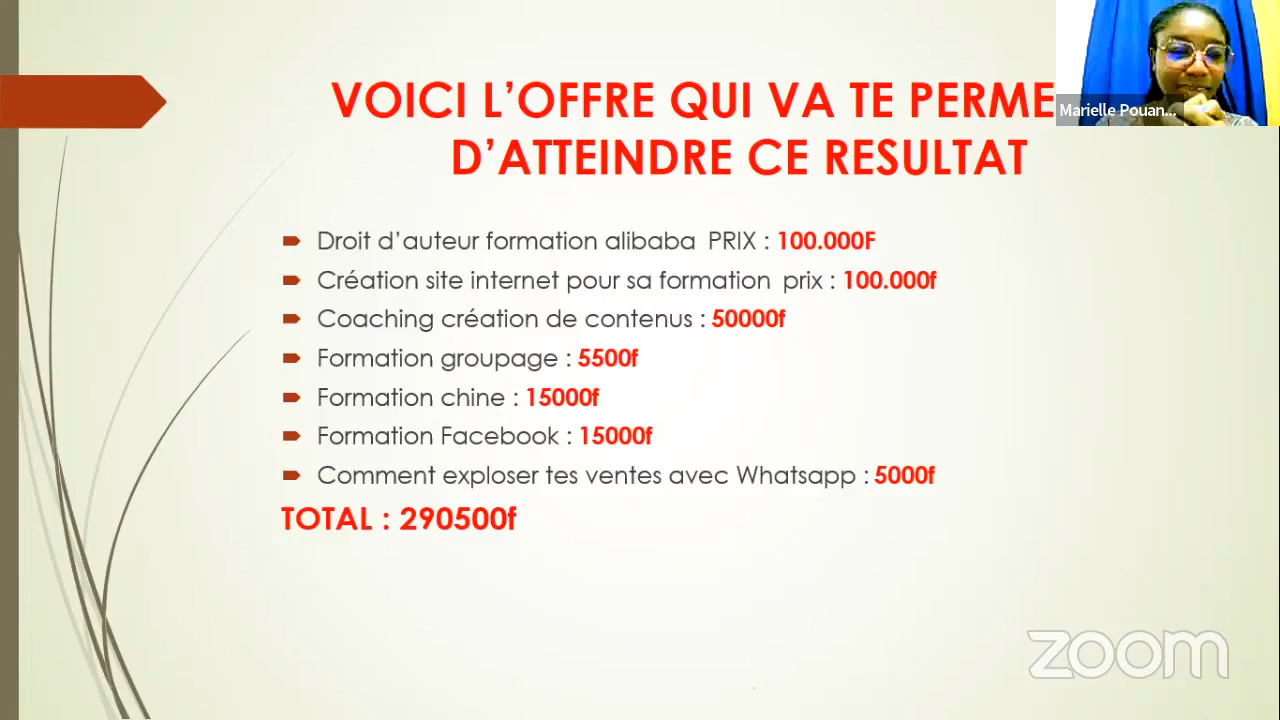 VOICI L'OFFRE QUI VA TE PERME
D'ATTEINDRE CE RESULTAT
Marielle Pouan...
Droit d'auteur formation alibaba PRIX : 100.000F
Création site internet pour sa formation prix : 100.000f
Coaching création de contenus : 50000f
Formation groupage : 5500f
Formation chine : 15000f
Formation Facebook : 15000f
Comment exploser tes ventes avec Whatsapp : 5000f
TOTAL : 290500f
zoom